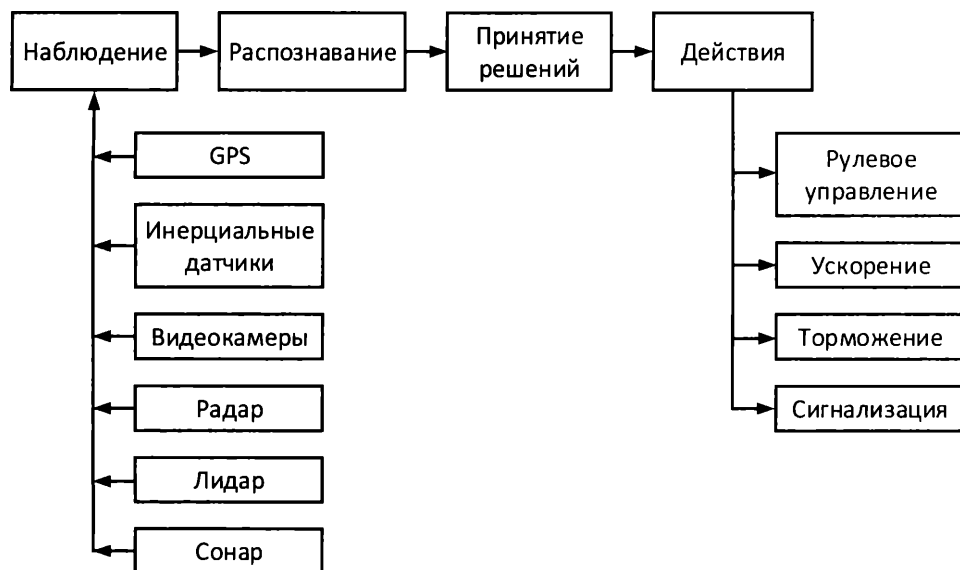 Наблюдение
Распознавание
Принятие
решений
Действия
GPS
Инерциальные
датчики
Видеокамеры
Радар
Лидар
Сонар
Рулевое
управление
Ускорение
Торможение
Сигнализация